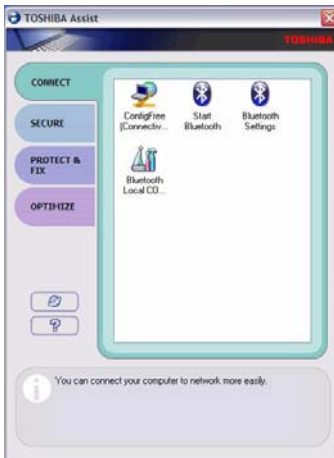 TOSHIBA Assist
TOSHIBA
CONNECT
SECURE
PROTECT &
FIX
OPTIMIZE
ConfigFree
(Connectiv...
Start
Bluetooth
Bluetooth
Settings
Bluetooth
Local CO...
?
You can connect your computer to network more easily.